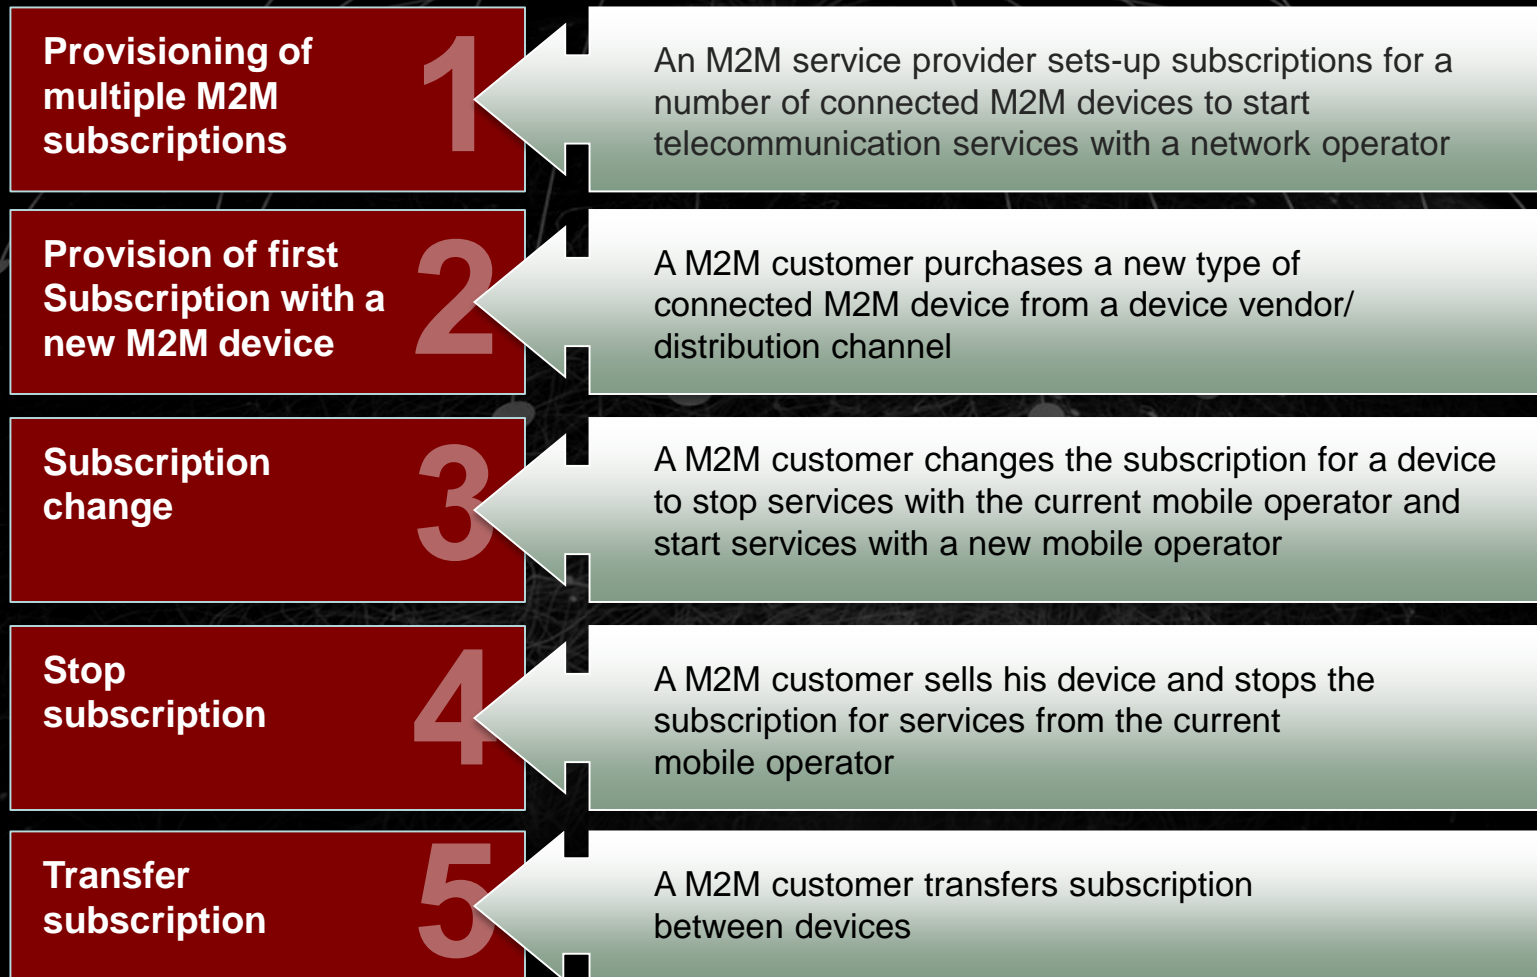 Provisioning of
multiple M2M
subscriptions
1
An M2M service provider sets-up subscriptions for a
number of connected M2M devices to start
telecommunication services with a network operator
Provision of first
Subscription with a
new M2M device
2
A M2M customer purchases a new type of
connected M2M device from a device vendor/
distribution channel
Subscription
change
3
A M2M customer changes the subscription for a device
to stop services with the current mobile operator and
start services with a new mobile operator
Stop
subscription
4
A M2M customer sells his device and stops the
subscription for services from the current
mobile operator
Transfer
subscription
5
A M2M customer transfers subscription
between devices